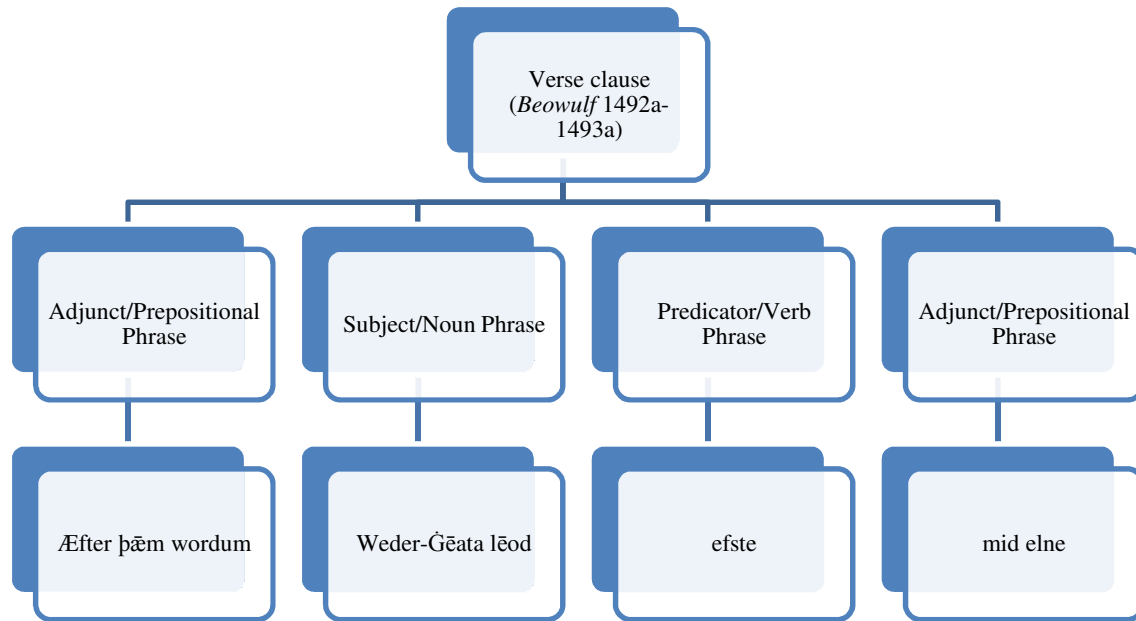 Verse clause
(Beowulf 1492a-
1493a)
Adjunct/Prepositional
Phrase
Subject/Noun Phrase
Predicator/Verb
Phrase
Adjunct/Prepositional
Phrase
Æfter þǣm wordum
Weder-Ġēata lēod
efste
mid elne